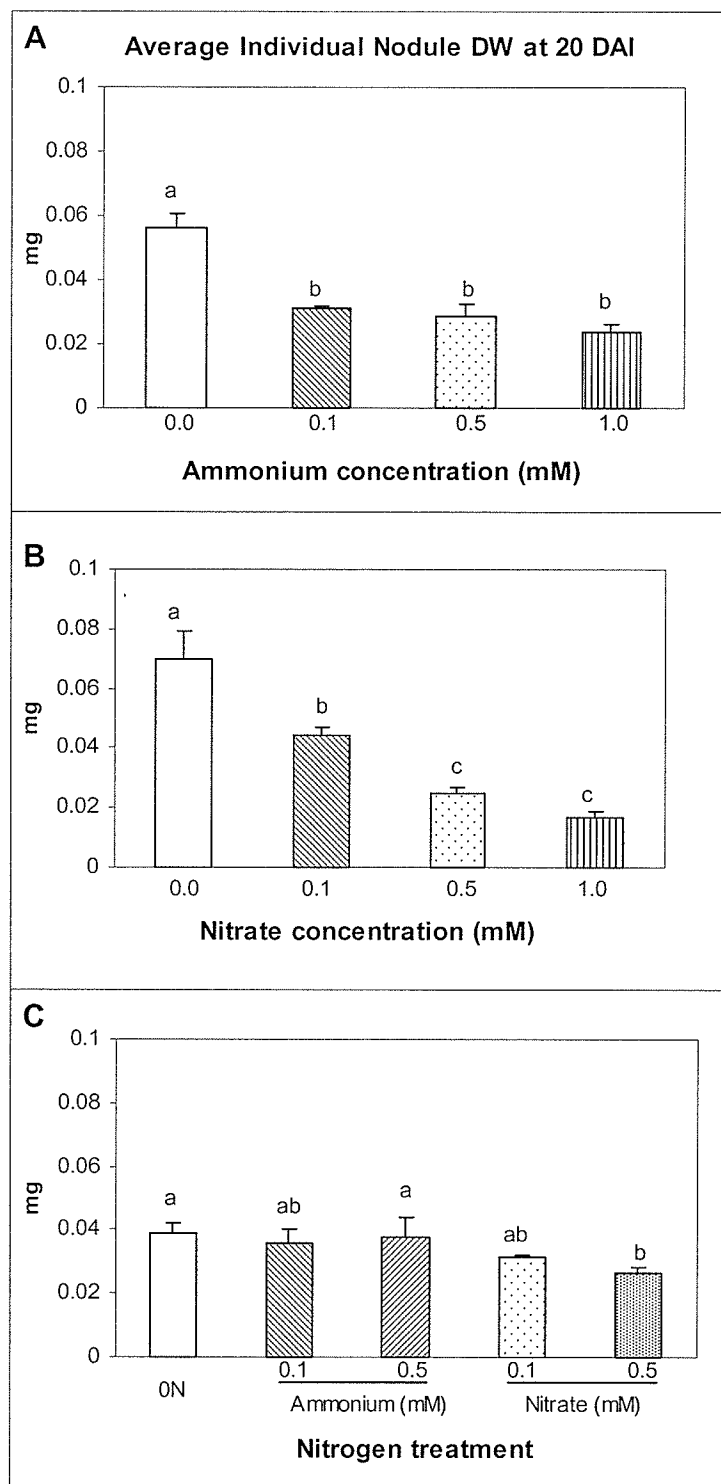 A
Average Individual Nodule DW at 20 DAI
0.1
0.08
0.06
0.04
0.02
0
mg
a
b
b
b
0.0 0.1 0.5 1.0
Ammonium concentration (mM)
B
0.1
0.08
0.06
0.04
0.02
0
mg
a
b
c
c
0.0 0.1 0.5 1.0
Nitrate concentration (mM)
C
0.1
0.08
0.06
0.04
0.02
0
mg
a
ab
a
ab
b
0N 0.1 0.5 0.1 0.5
Ammonium (mM) Nitrate (mM)
Nitrogen treatment